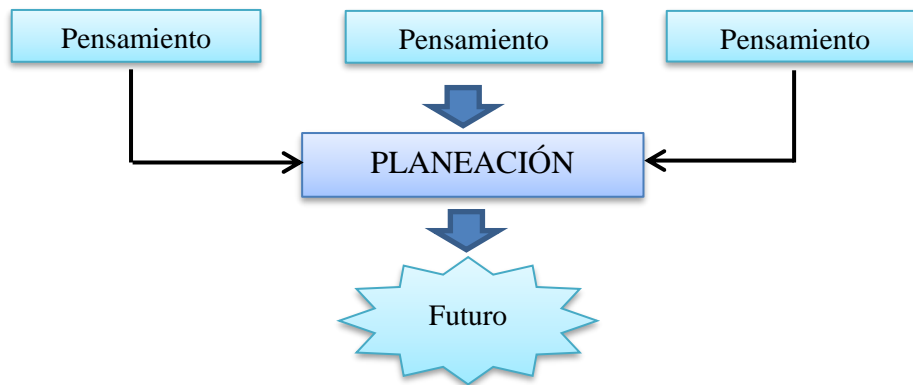 Pensamiento
Pensamiento
Pensamiento
PLANEACIÓN
Futuro